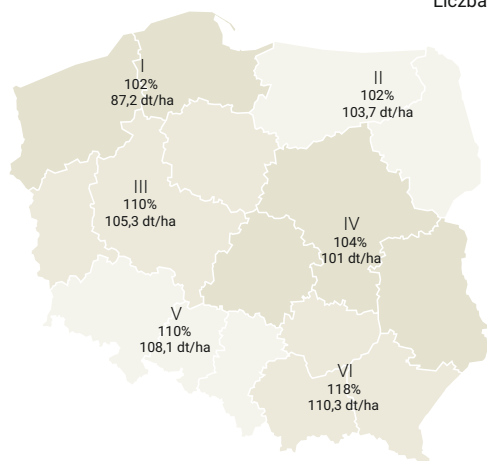 Liczba
I
102%
87,2 dt/ha
II
102%
103,7 dt/ha
III
110%
105,3 dt/ha
IV
104%
101 dt/ha
V
110%
108,1 dt/ha
VI
118%
110,3 dt/ha